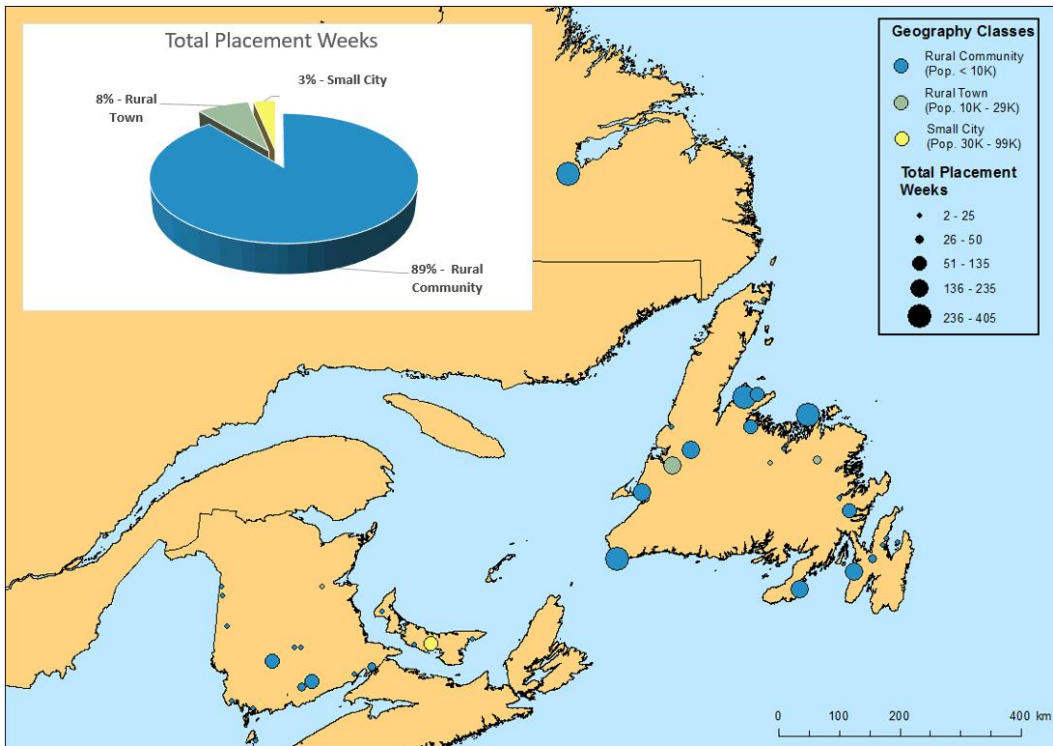 Total Placement Weeks
3% - Small City
8% - Rural
Town
89% - Rural
Community
Geography Classes
Rural Community
(Pop. < 10K)
Rural Town
(Pop. 10K - 29K)
Small City
(Pop. 30K - 99K)
Total Placement
Weeks
2 - 25
26 - 50
51 - 135
136 - 235
236 - 405
0 100 200 400 km